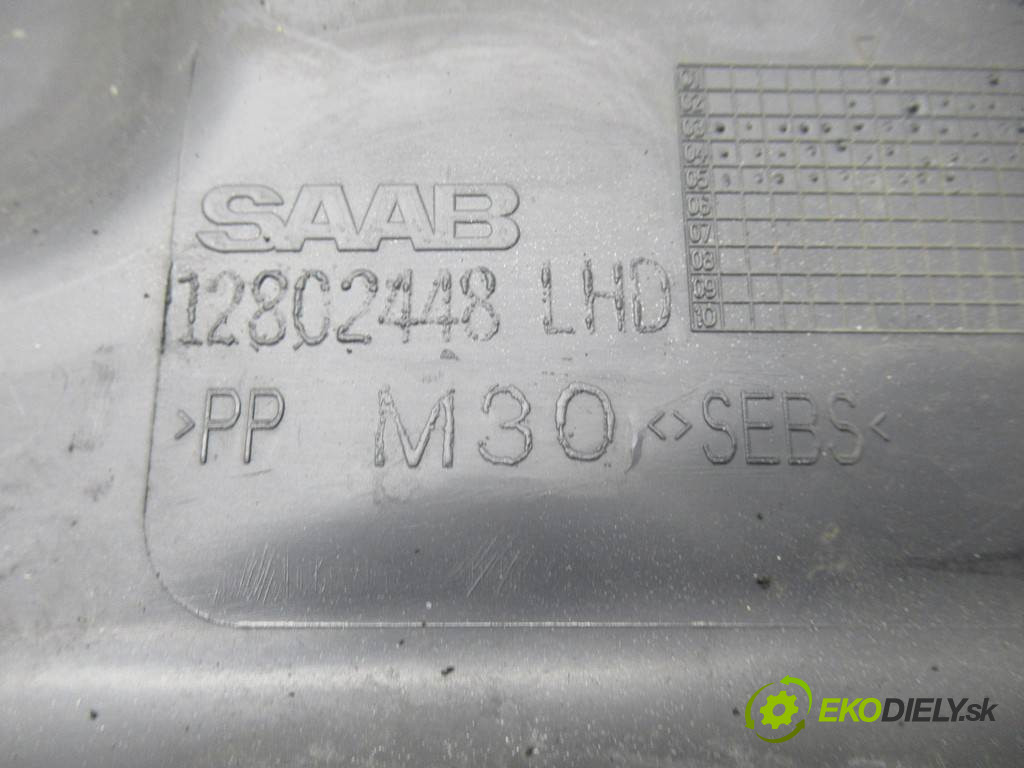 SAAB
12802448 LHD
>PP M30<>SEBS<
01
02
03
04
05
06
07
08
09
10
EKODIELY.sk